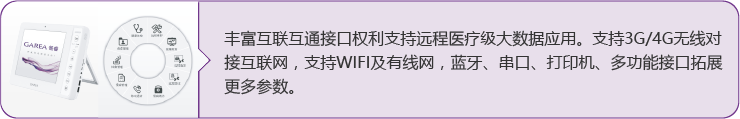 GAREA
丰富互联互通接口权利支持远程医疗级大数据应用。支持3G/4G无线对
接互联网，支持WIFI及有线网，蓝牙、串口、打印机、多功能接口拓展
更多参数。